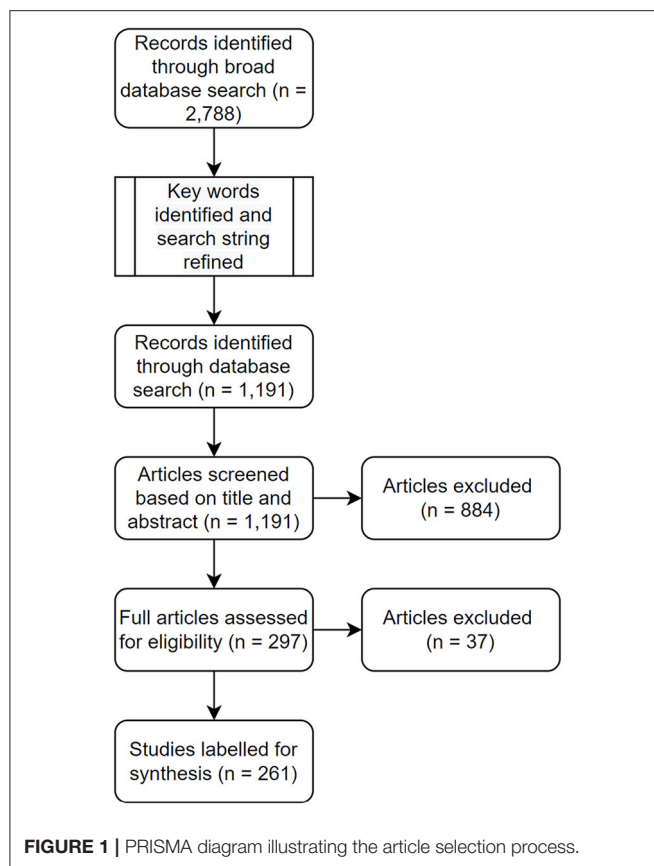 Records identified
through broad
database search (n =
2,788)
Key words
identified and
search string
refined
Records identified
through database
search (n = 1,191)
Articles screened
based on title and
abstract (n = 1,191)
Articles excluded
(n = 884)
Full articles assessed
for eligibility (n = 297)
Articles excluded
(n = 37)
Studies labelled for
synthesis (n = 261)
FIGURE 1 | PRISMA diagram illustrating the article selection process.